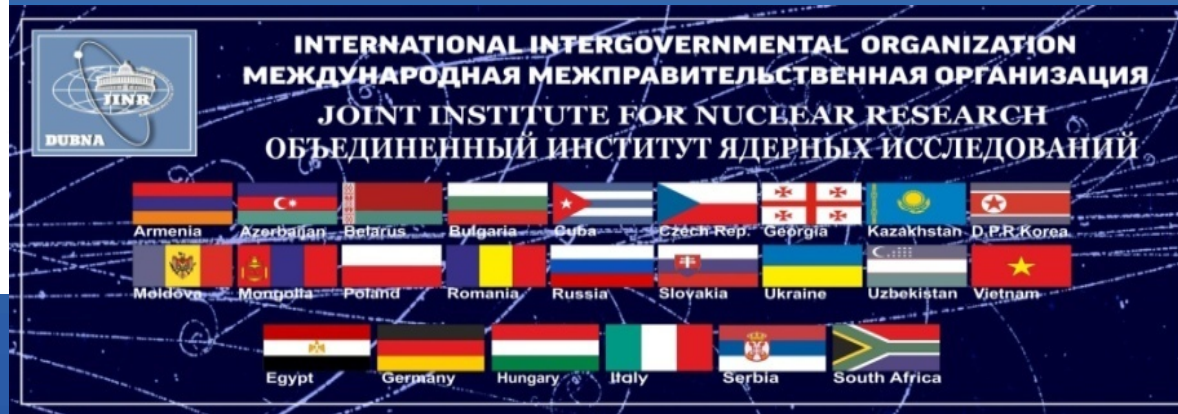 INTERNATIONAL INTERGOVERNMENTAL ORGANIZATION
МЕЖДУНАРОДНАЯ МЕЖПРАВИТЕЛЬСТВЕННАЯ ОРГАНИЗАЦИЯ
JOINT INSTITUTE FOR NUCLEAR RESEARCH
ОБЪЕДИНЕННЫЙ ИНСТИТУТ ЯДЕРНЫХ ИССЛЕДОВАНИЙ
JINR
DUBNA
Armenia Azerbaijan Belarus Bulgaria Cuba Czech Rep. Georgia Kazakhstan D.P.R.Korea
Moldova Mongolia Poland Romania Russia Slovakia Ukraine Uzbekistan Vietnam
Egypt Germany Hungary Italy Serbia South Africa